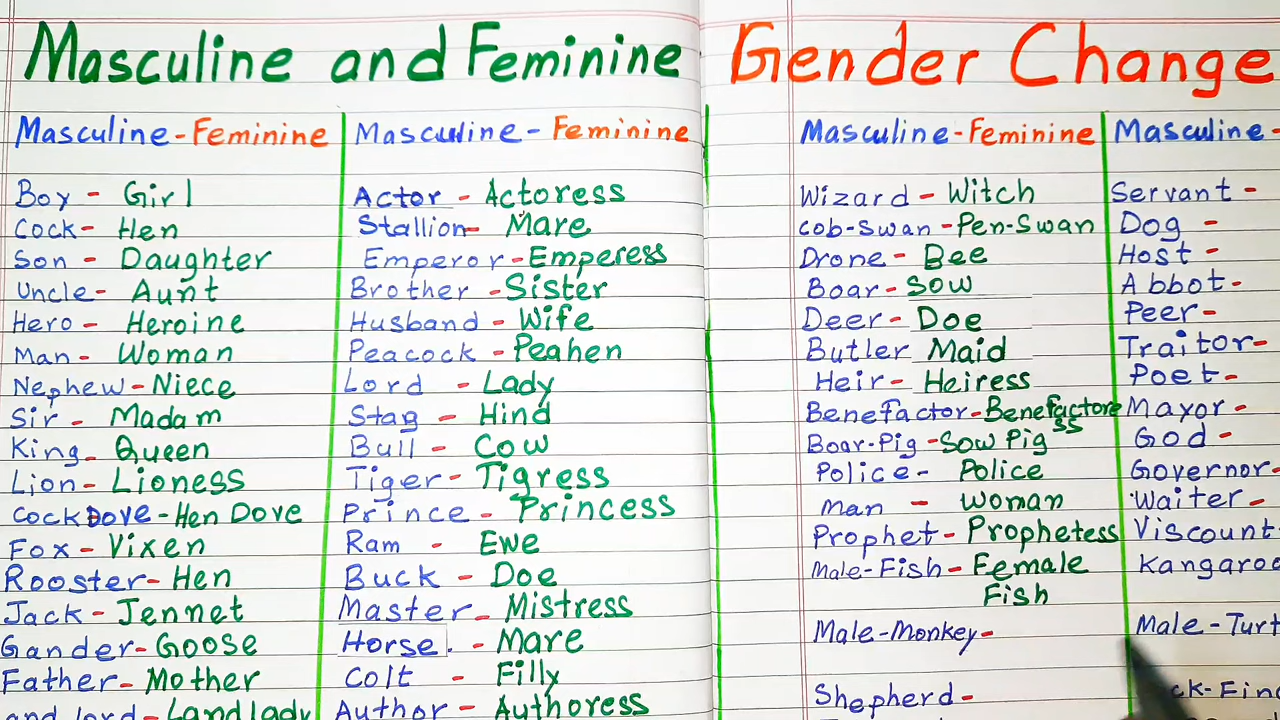 Masculine and Feminine
Gender Change
Masculine - Feminine
Boy - Girl
Cock - Hen
Son - Daughter
Uncle - Aunt
Hero - Heroine
Man - Woman
Nephew - Niece
Sir - Madam
King - Queen
Lion - Lioness
Cock Dove - Hen Dove
Fox - Vixen
Rooster - Hen
Jack - Jennet
Gander - Goose
Father - Mother
Landlady
Masculine - Feminine
Actor - Actoress
Stallion - Mare
Emperor - Emperess
Brother - Sister
Husband - Wife
Peacock - Peahen
Lord - Lady
Stag - Hind
Bull - Cow
Tiger - Tigress
Prince - Princess
Ram - Ewe
Buck - Doe
Master - Mistress
Horse - Mare
Colt - Filly
Author - Authoress
Masculine - Feminine
Wizard - Witch
Cob-Swan - Pen-Swan
Drone - Bee
Boar - Sow
Deer - Doe
Butler Maid
Heir - Heiress
Benefactor - Benefactoress
Boar-Pig - Sow Pig
Police - Police
Man - Woman
Prophet - Prophetess
Male-Fish - Female
Fish
Male-Monkey -
Shepherd -
Masculine -
Servant -
Dog -
Host -
Abbot -
Peer -
Traitor -
Poet -
Mayor -
God -
Governor -
Waiter -
Viscount
Kangaroo
Male - Turt